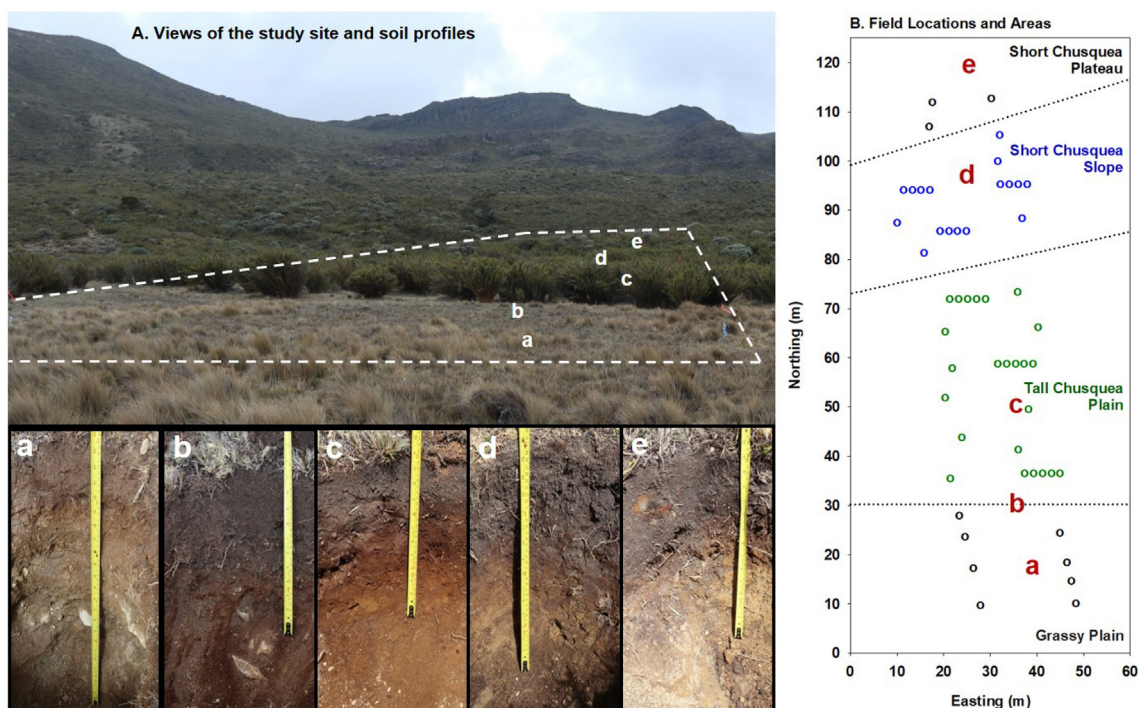 A. Views of the study site and soil profiles
e
d
c
b
a
a
b
c
d
e
B. Field Locations and Areas
Short Chusquea
Plateau
e
Short Chusquea
Slope
d
Tall Chusquea
Plain
c
b
a
Grassy Plain
Northing (m)
120
110
100
90
80
70
60
50
40
30
20
10
0
0 10 20 30 40 50 60
Easting (m)